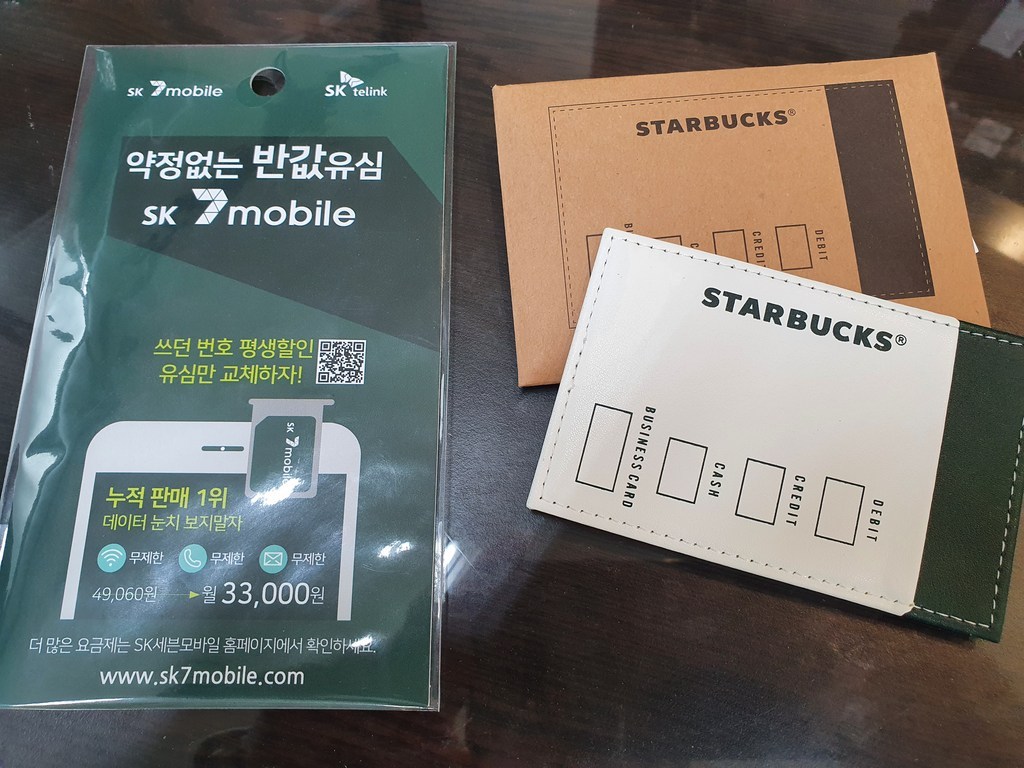 SK 7mobile
SK telink
약정없는 반값유심
SK 7mobile
쓰던 번호 평생할인
유심만 교체하자!
SK 7mobile
누적 판매 1위
데이터 눈치 보지말자
무제한 무제한 무제한
49,060원 월 33,000원
더 많은 요금제는 SK세븐모바일 홈페이지에서 확인하세요.
www.sk7mobile.com
STARBUCKS®
CREDIT
DEBIT
STARBUCKS®
BUSINESS CARD
CASH
CREDIT
DEBIT